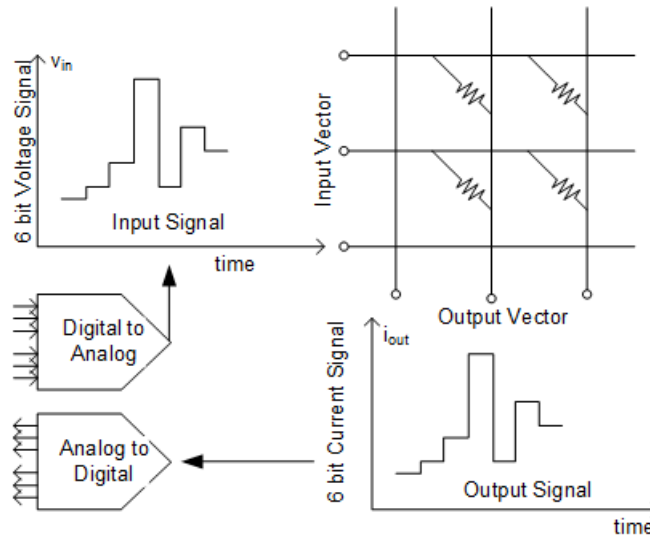 6 bit Voltage Signal
Vin
Input Signal
time
Input Vector
Output Vector
Digital to
Analog
Analog to
Digital
6 bit Current Signal
iout
Output Signal
time